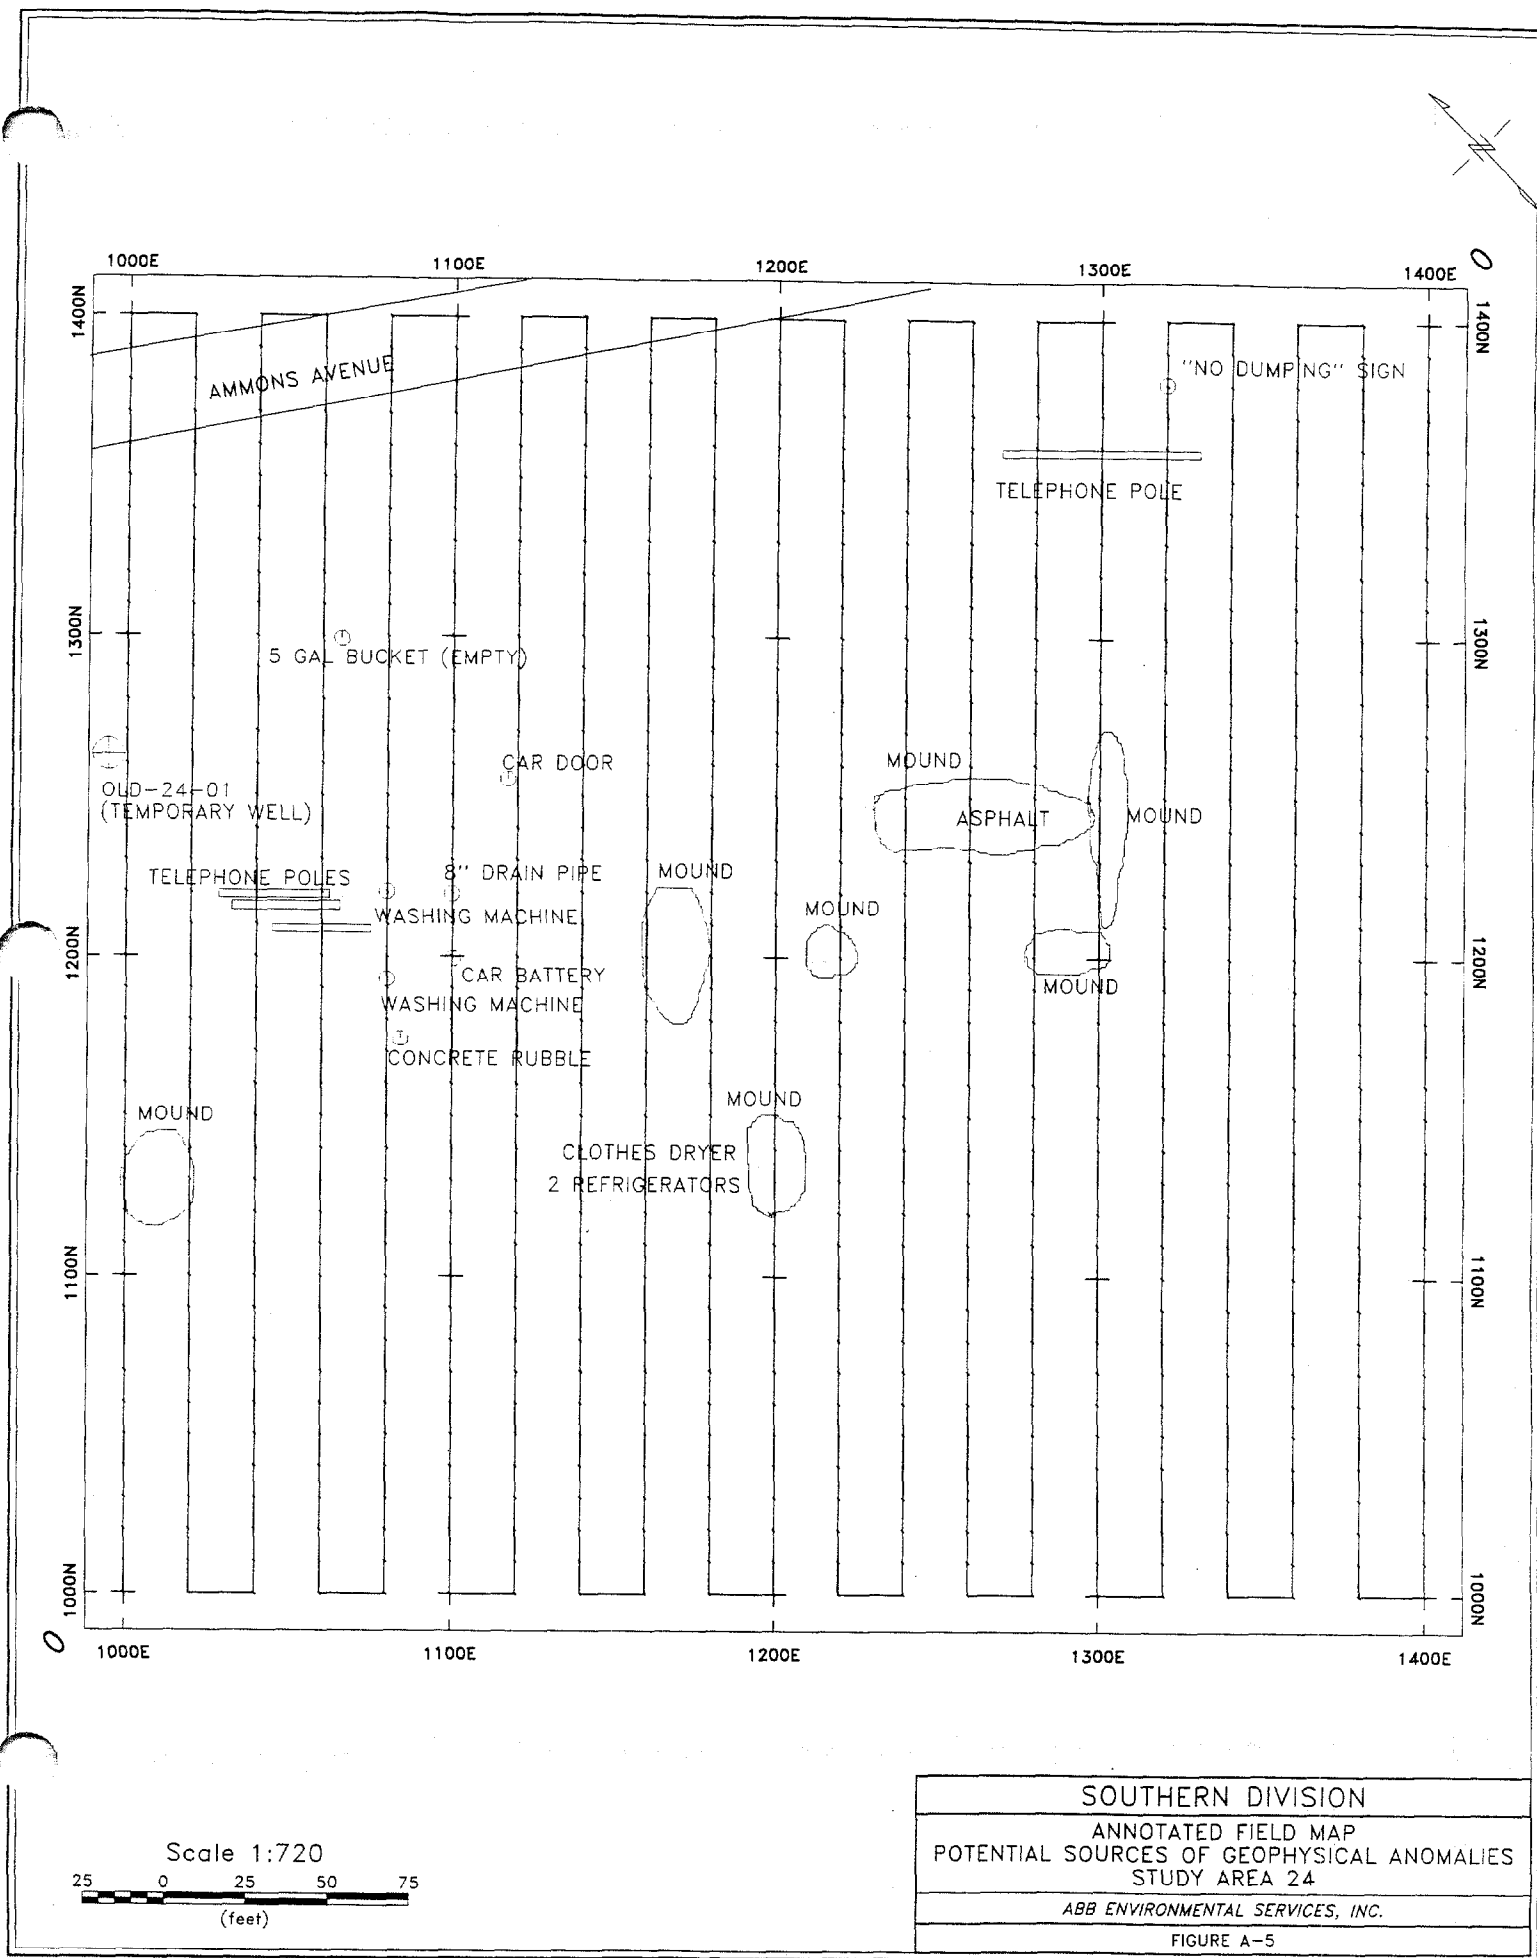 1000E 1100E 1200E 1300E 1400E
1400N
1400N
AMMONS AVENUE
"NO DUMPING" SIGN
TELEPHONE POLE
1300N
1300N
5 GAL BUCKET (EMPTY)
CAR DOOR
MOUND
OLD-24-01
(TEMPORARY WELL)
ASPHALT
MOUND
TELEPHONE POLES
8" DRAIN PIPE
MOUND
WASHING MACHINE
MOUND
1200N
1200N
CAR BATTERY
WASHING MACHINE
MOUND
CONCRETE RUBBLE
MOUND
MOUND
CLOTHES DRYER
2 REFRIGERATORS
1100N
1100N
1000N
1000N
1000E 1100E 1200E 1300E 1400E
Scale 1:720
25 0 25 50 75
(feet)
SOUTHERN DIVISION
ANNOTATED FIELD MAP
POTENTIAL SOURCES OF GEOPHYSICAL ANOMALIES
STUDY AREA 24
ABB ENVIRONMENTAL SERVICES, INC.
FIGURE A-5